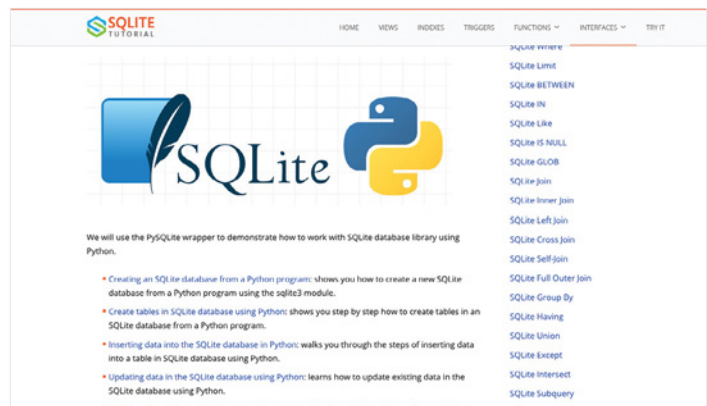 SQLITE
TUTORIAL
HOME VIEWS INDEXES TRIGGERS FUNCTIONS INTERFACES TRY IT
SQLite
We will use the PySQLite wrapper to demonstrate how to work with SQLite database library using
Python.
Creating an SQLite database from a Python program: shows you how to create a new SQLite
database from a Python program using the sqlite3 module.
Create tables in SQLite database using Python: shows you step by step how to create tables in an
SQLite database from a Python program.
Inserting data into the SQLite database in Python: walks you through the steps of inserting data
into a table in SQLite database using Python.
Updating data in the SQLite database using Python: learns how to update existing data in the
SQLite database using Python.
SQLite Where
SQLite Limit
SQLite BETWEEN
SQLite IN
SQLite Like
SQLite IS NULL
SQLite GLOB
SQLite Join
SQLite Inner Join
SQLite Left Join
SQLite Cross Join
SQLite Self-Join
SQLite Full Outer Join
SQLite Group By
SQLite Having
SQLite Union
SQLite Except
SQLite Intersect
SQLite Subquery